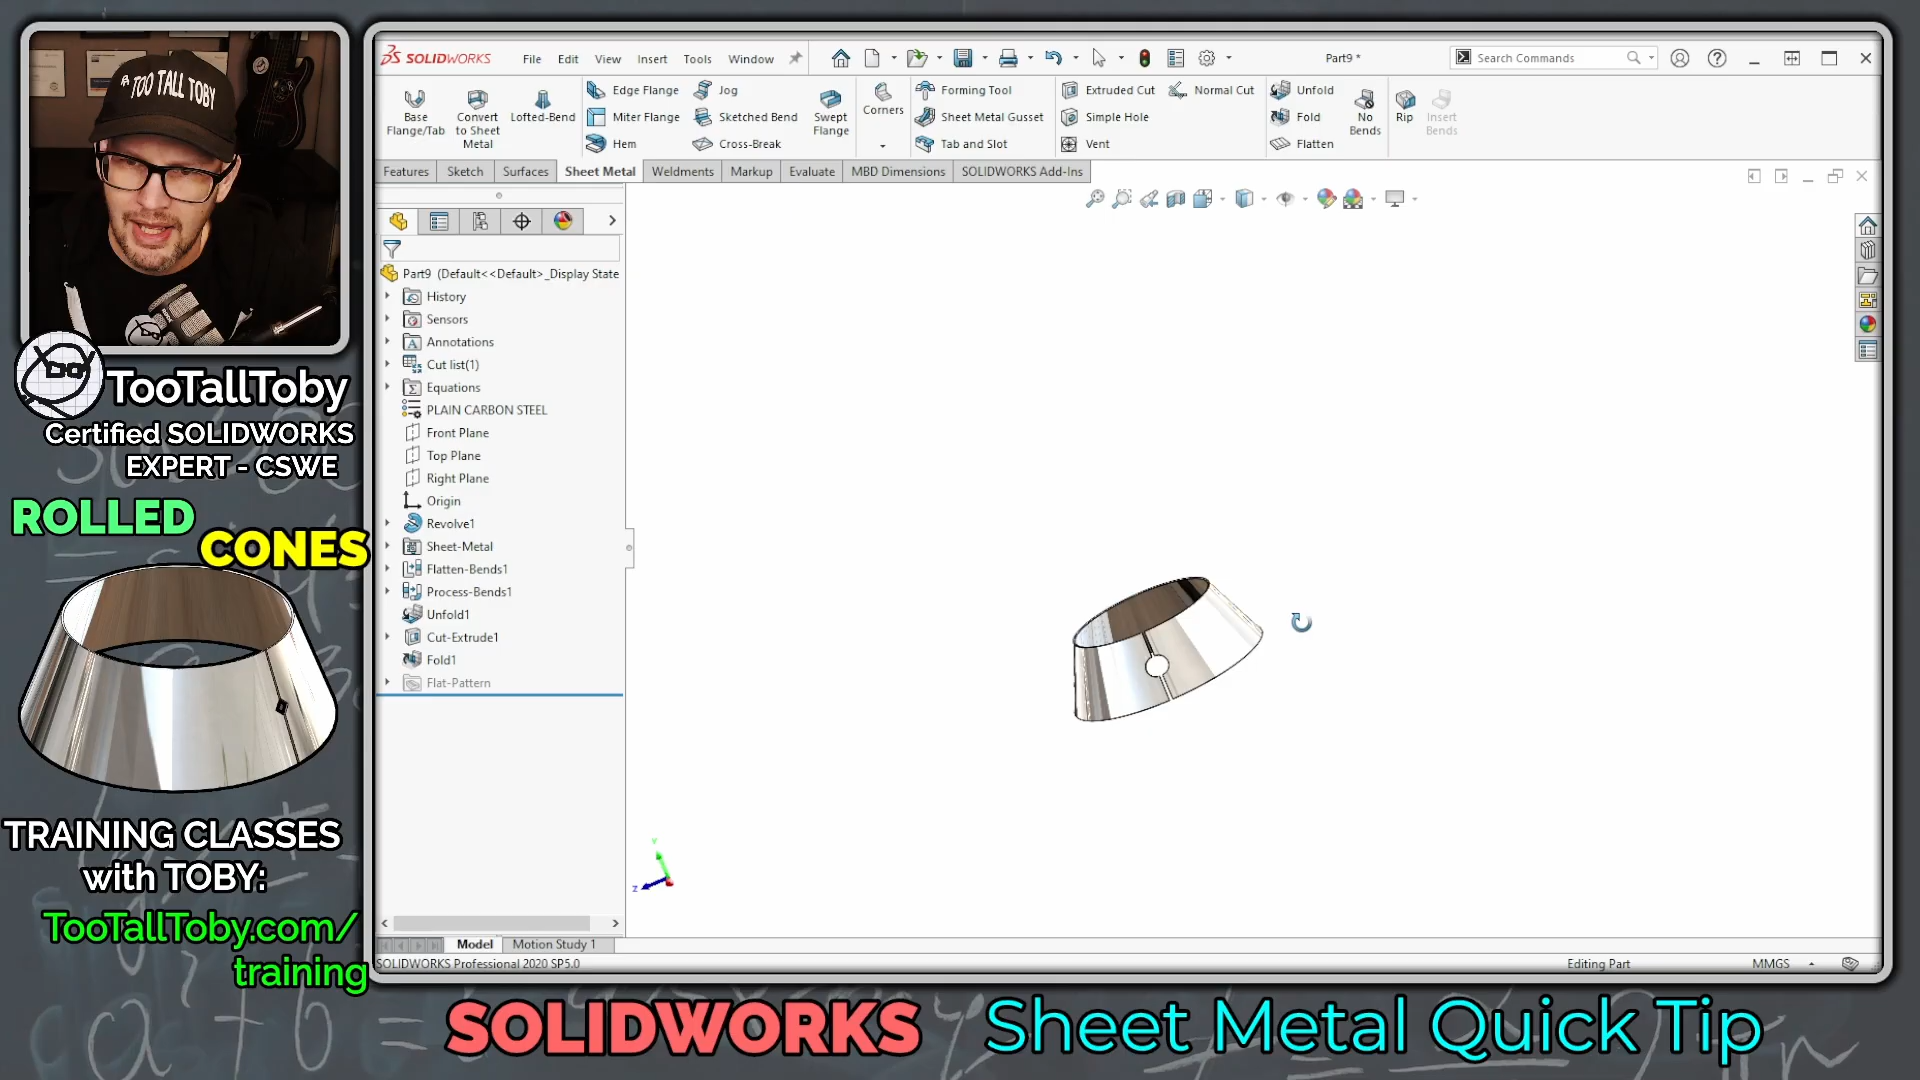 TOO TALL TOBY
TooTallToby
Certified SOLIDWORKS
EXPERT - CSWE
ROLLED
CONES
TRAINING CLASSES
with TOBY:
TooTallToby.com/
training
SOLIDWORKS
File
Edit
View
Insert
Tools
Window
Part9 *
Search Commands
Base
Flange/Tab
Convert
to Sheet
Metal
Lofted-Bend
Edge Flange
Miter Flange
Hem
Jog
Sketched Bend
Cross-Break
Swept
Flange
Corners
Forming Tool
Sheet Metal Gusset
Tab and Slot
Extruded Cut
Simple Hole
Vent
Normal Cut
Unfold
Fold
Flatten
No
Bends
Rip
Insert
Bends
Features
Sketch
Surfaces
Sheet Metal
Weldments
Markup
Evaluate
MBD Dimensions
SOLIDWORKS Add-Ins
Part9 (Default<<Default>_Display State
History
Sensors
Annotations
Cut list(1)
Equations
PLAIN CARBON STEEL
Front Plane
Top Plane
Right Plane
Origin
Revolve1
Sheet-Metal
Flatten-Bends1
Process-Bends1
Unfold1
Cut-Extrude1
Fold1
Flat-Pattern
Y
Z
Model
Motion Study 1
SOLIDWORKS Professional 2020 SP5.0
Editing Part
MMGS
SOLIDWORKS Sheet Metal Quick Tip